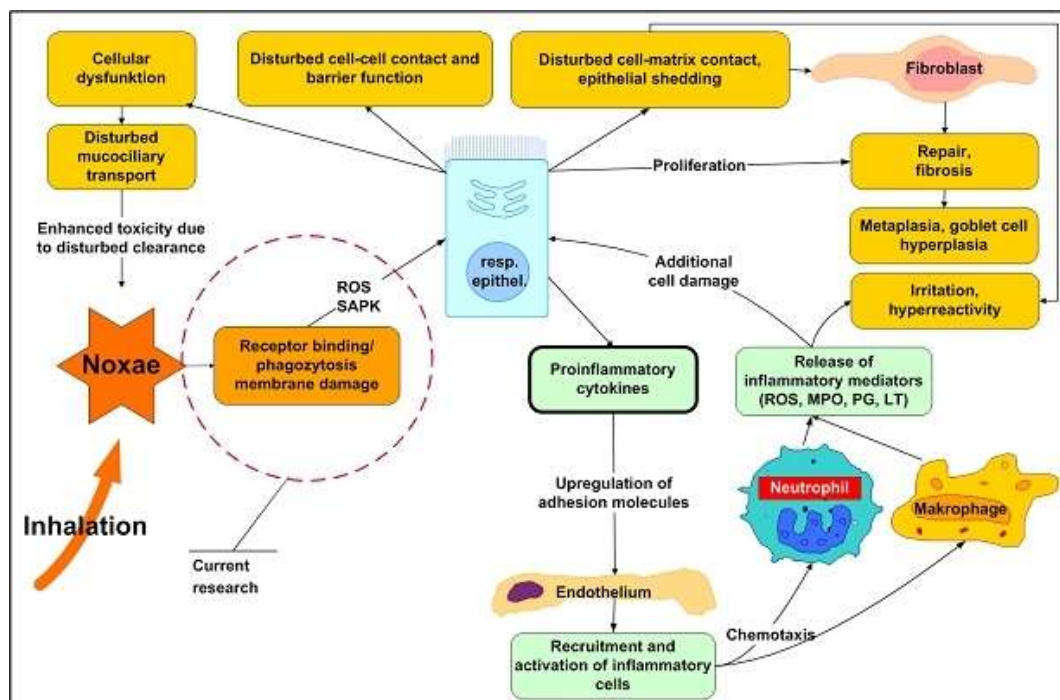 Cellular
dysfunktion
Disturbed cell-cell contact and
barrier function
Disturbed cell-matrix contact,
epithelial shedding
Fibroblast
Disturbed
mucociliary
transport
Proliferation
Repair,
fibrosis
Enhanced toxicity due
to disturbed clearance
Metaplasia, goblet cell
hyperplasia
resp.
epithel.
Additional
cell damage
Irritation,
hyperreactivity
ROS
SAPK
Noxae
Receptor binding/
phagozytosis
membrane damage
Proinflammatory
cytokines
Release of
inflammatory mediators
(ROS, MPO, PG, LT)
Upregulation of
adhesion molecules
Neutrophil
Makrophage
Inhalation
Current
research
Endothelium
Chemotaxis
Recruitment and
activation of inflammatory
cells